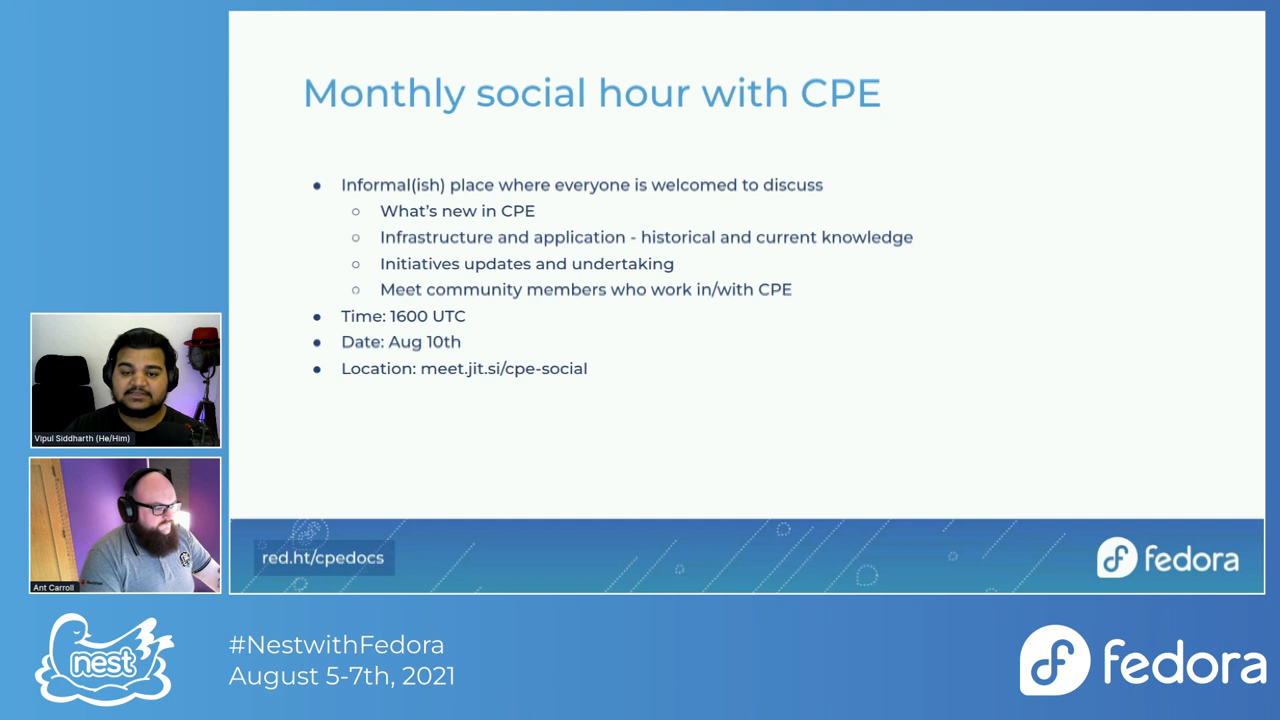 Monthly social hour with CPE
● Informal(ish) place where everyone is welcomed to discuss
○ What's new in CPE
○ Infrastructure and application - historical and current knowledge
○ Initiatives updates and undertaking
○ Meet community members who work in/with CPE
● Time: 1600 UTC
● Date: Aug 10th
● Location: meet.jit.si/cpe-social
Vipul Siddharth (He/Him)
Ant Carroll
red.ht/cpedocs
fedora
nest
#NestwithFedora
August 5-7th, 2021
fedora